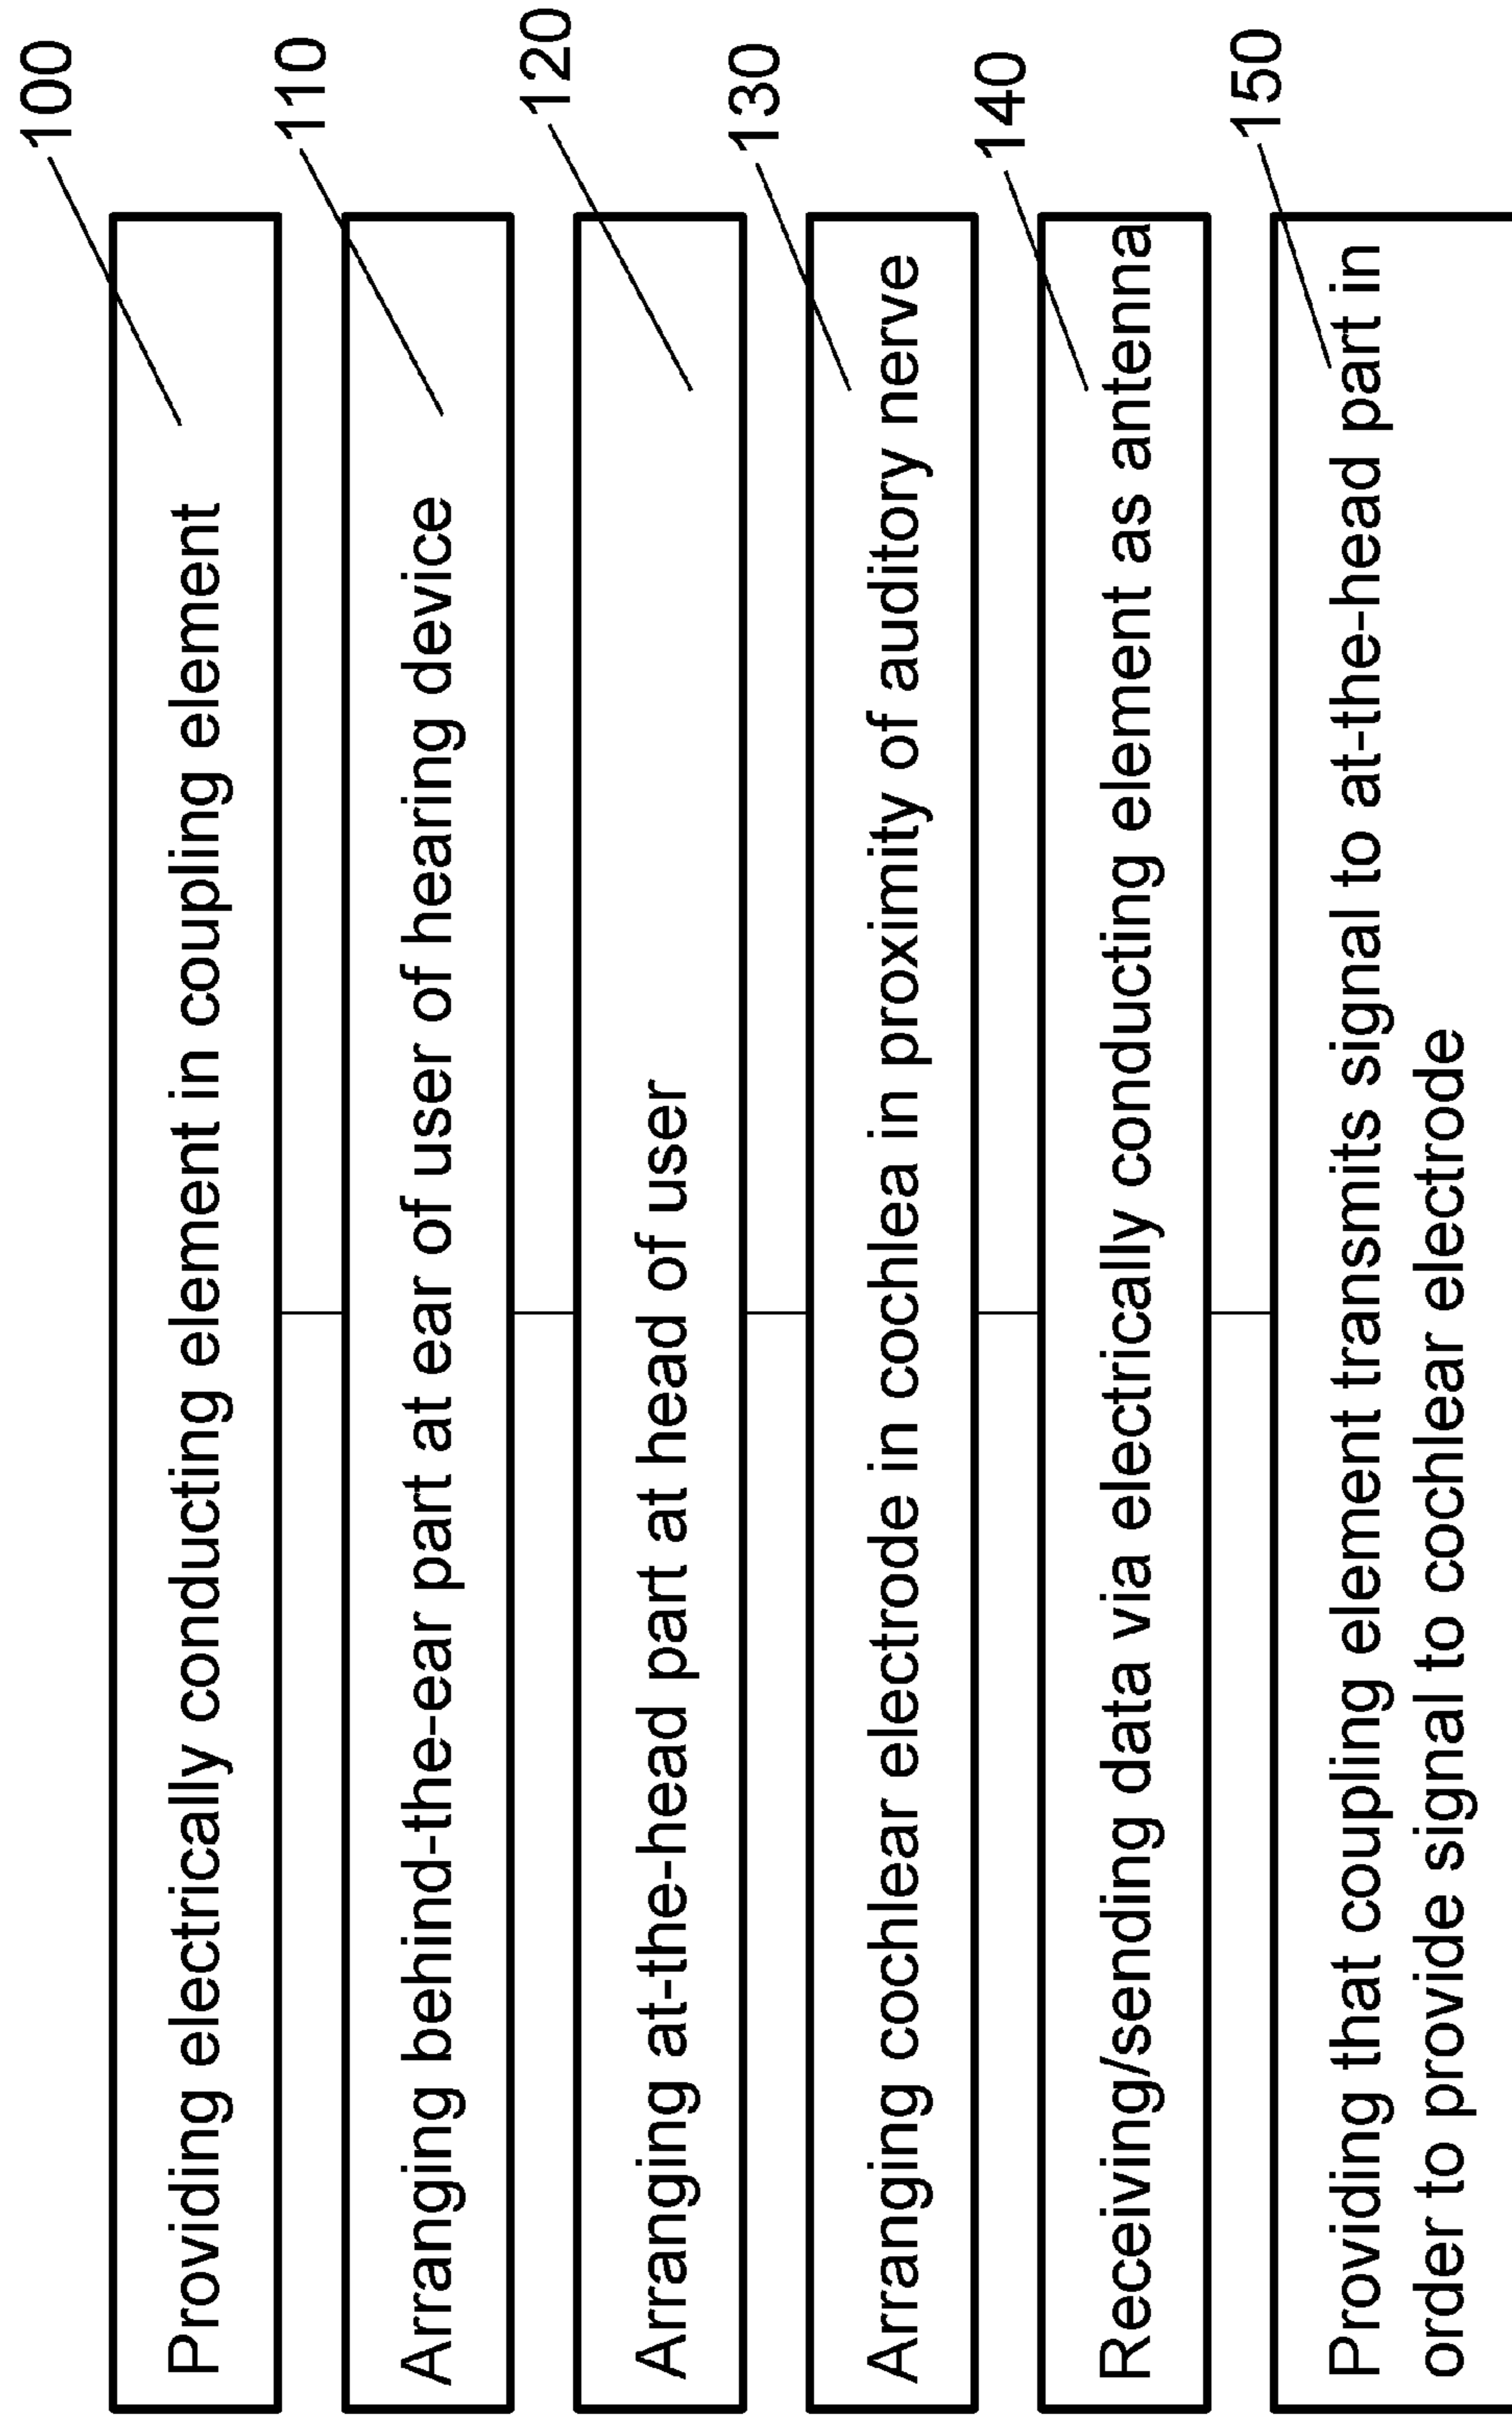 Providing electrically conducting element in coupling element
100
Arranging behind-the-ear part at ear of user of hearing device
110
Arranging at-the-head part at head of user
120
Arranging cochlear electrode in cochlea in proximity of auditory nerve
130
Receiving/sending data via electrically conducting element as antenna
140
Providing that coupling element transmits signal to at-the-head part in
order to provide signal to cochlear electrode
150